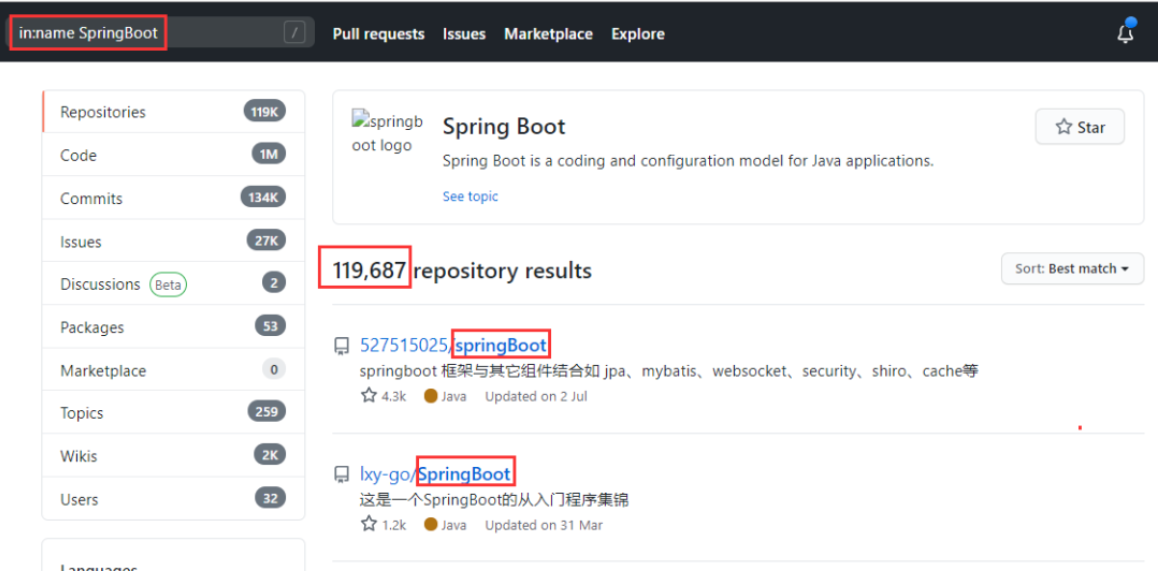 in:name SpringBoot / Pull requests Issues Marketplace Explore
Repositories 119K
Code 1M
Commits 134K
Issues 27K
Discussions Beta 2
Packages 53
Marketplace 0
Topics 259
Wikis 2K
Users 32
Languages
springb
oot logo
Spring Boot
Star
Spring Boot is a coding and configuration model for Java applications.
See topic
119,687 repository results
Sort: Best match
527515025/springBoot
springboot 框架与其它组件结合如 jpa、mybatis、websocket、security、shiro、cache等
4.3k Java Updated on 2 Jul
lxy-go/SpringBoot
这是一个SpringBoot的从入门程序集锦
1.2k Java Updated on 31 Mar